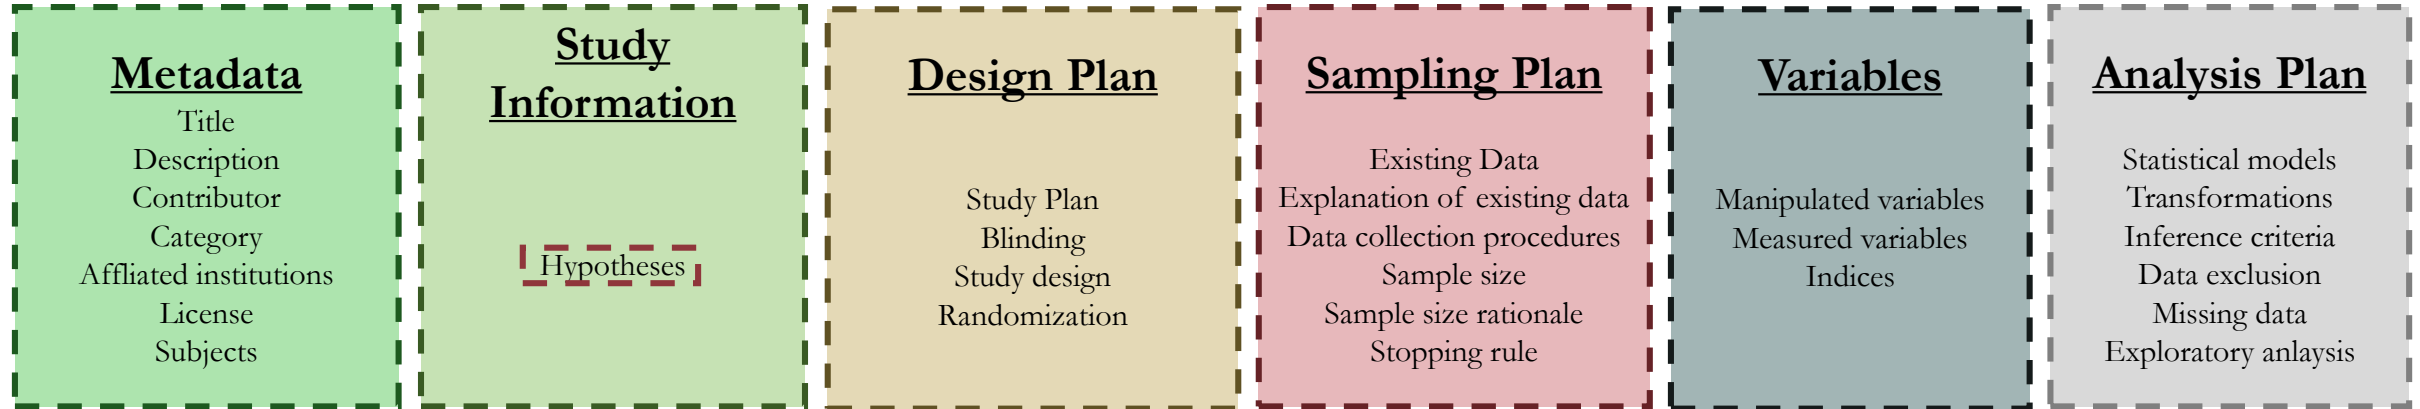 Metadata
Title
Description
Contributor
Category
Affliated institutions
License
Subjects
Study
Information
Hypotheses
Design Plan
Study Plan
Blinding
Study design
Randomization
Sampling Plan
Existing Data
Explanation of existing data
Data collection procedures
Sample size
Sample size rationale
Stopping rule
Variables
Manipulated variables
Measured variables
Indices
Analysis Plan
Statistical models
Transformations
Inference criteria
Data exclusion
Missing data
Exploratory anlaysis